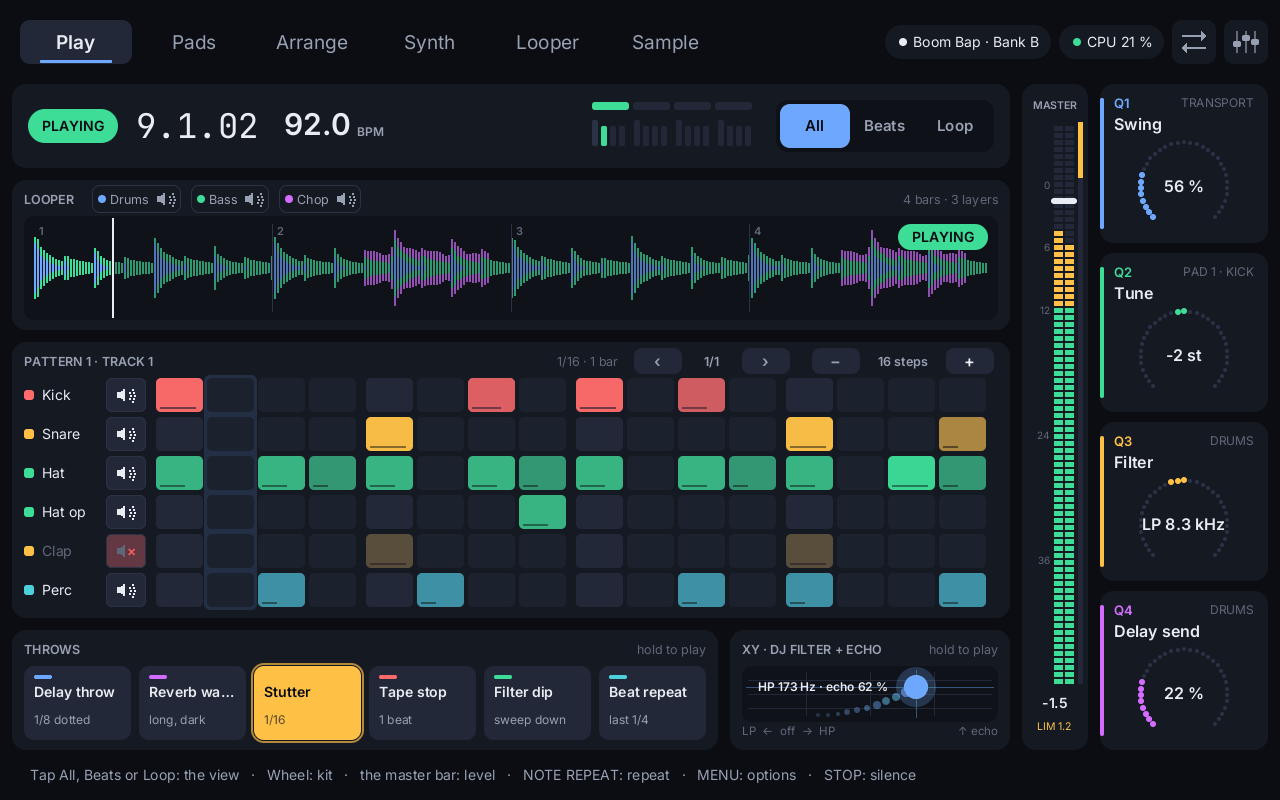 Play Pads Arrange Synth Looper Sample Boom Bap · Bank B CPU 21 %
PLAYING 9.1.02 92.0 BPM All Beats Loop
LOOPER Drums Bass Chop 4 bars · 3 layers
1 2 3 4 PLAYING
PATTERN 1 · TRACK 1 1/16 · 1 bar ‹ 1/1 › − 16 steps +
Kick
Snare
Hat
Hat op
Clap
Perc
THROWS hold to play
Delay throw Reverb wa... Stutter Tape stop Filter dip Beat repeat
1/8 dotted long, dark 1/16 1 beat sweep down last 1/4
XY · DJ FILTER + ECHO hold to play
HP 173 Hz · echo 62 %
LP ← off → HP ↑ echo
MASTER
0
6
12
24
36
-1.5
LIM 1.2
Q1 TRANSPORT
Swing
56 %
Q2 PAD 1 · KICK
Tune
-2 st
Q3 DRUMS
Filter
LP 8.3 kHz
Q4 DRUMS
Delay send
22 %
Tap All, Beats or Loop: the view · Wheel: kit · the master bar: level · NOTE REPEAT: repeat · MENU: options · STOP: silence